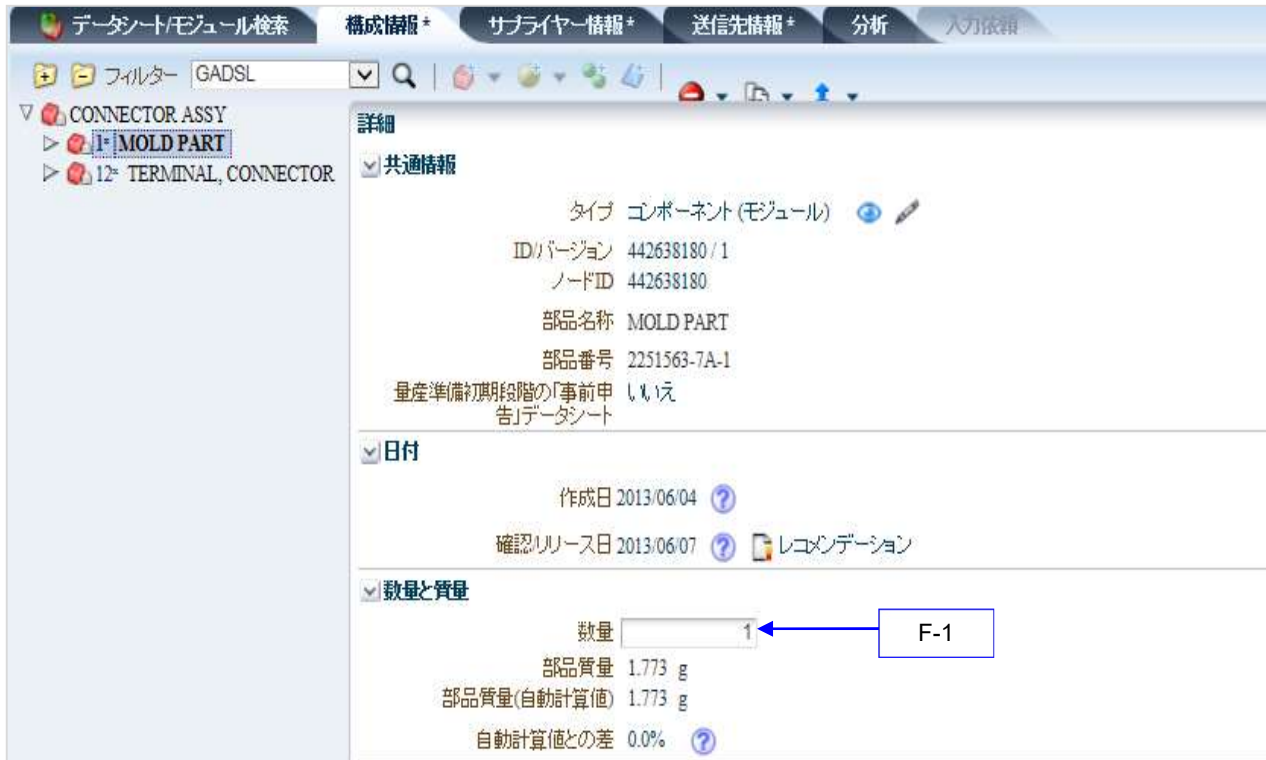 データシート/モジュール検索 構成情報* サプライヤー情報* 送信先情報* 分析 入力依頼
フィルター GADSL
CONNECTOR ASSY
1* MOLD PART
12* TERMINAL, CONNECTOR
詳細
共通情報
タイプ コンポーネント (モジュール)
ID/バージョン 442638180 / 1
ノードID 442638180
部品名称 MOLD PART
部品番号 2251563-7A-1
量産準備初期段階の「事前申 いいえ
告」データシート
日付
作成日 2013/06/04 ?
確認/リリース日 2013/06/07 ? レコメンデーション
数量と質量
数量 1 F-1
部品質量 1.773 g
部品質量(自動計算値) 1.773 g
自動計算値との差 0.0% ?